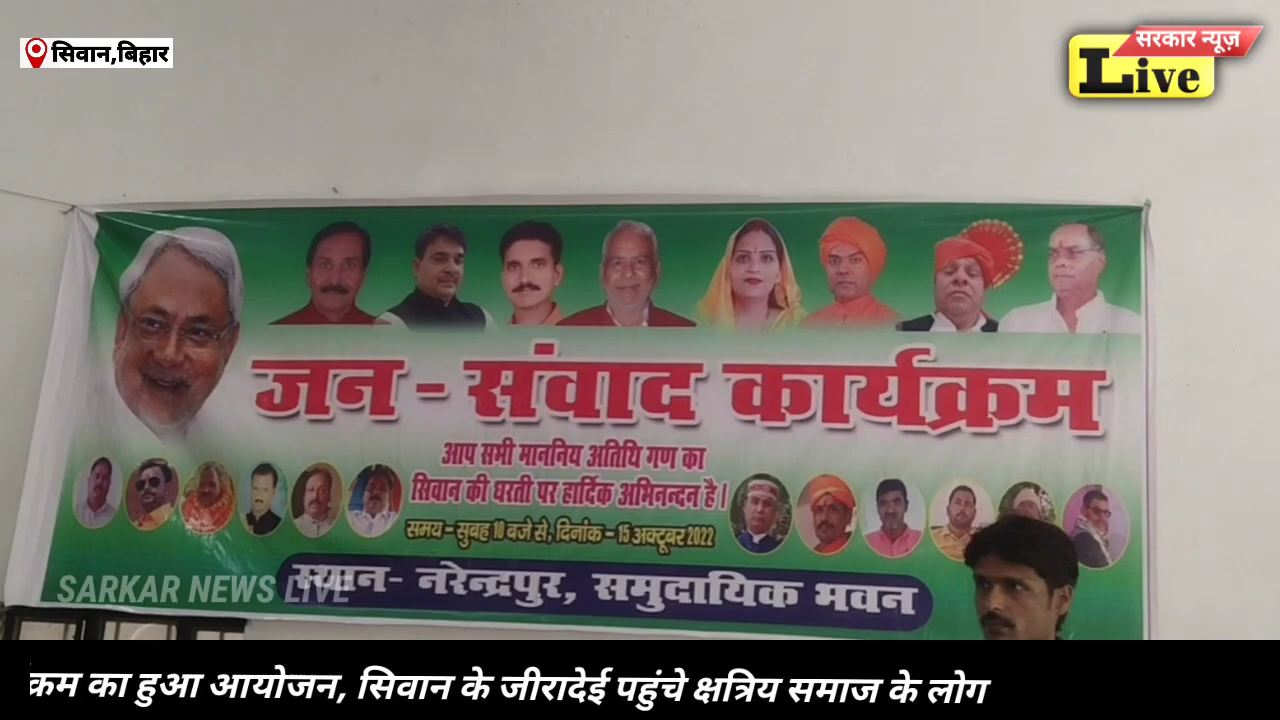 सिवान,बिहार
सरकार न्यूज़
Live
जन - संवाद कार्यक्रम
आप सभी माननिय अतिथि गण का
सिवान की धरती पर हार्दिक अभिनन्दन है।
समय - सुबह 10 बजे से, दिनांक - 15 अक्टूबर 2022
स्थान- नरेन्द्रपुर, समुदायिक भवन
SARKAR NEWS LIVE
क्रम का हुआ आयोजन, सिवान के जीरादेई पहुंचे क्षत्रिय समाज के लोग